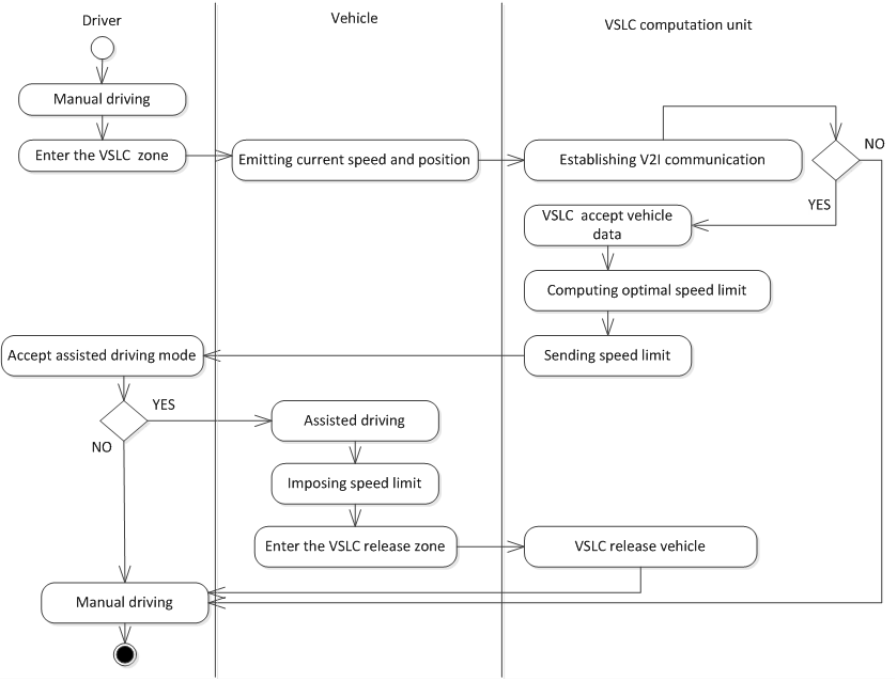 Driver
Vehicle
VSLC computation unit
Manual driving
Enter the VSLC zone
Emitting current speed and position
Establishing V2I communication
NO
YES
VSLC accept vehicle
data
Computing optimal speed limit
Accept assisted driving mode
Sending speed limit
YES
NO
Assisted driving
Imposing speed limit
Enter the VSLC release zone
VSLC release vehicle
Manual driving